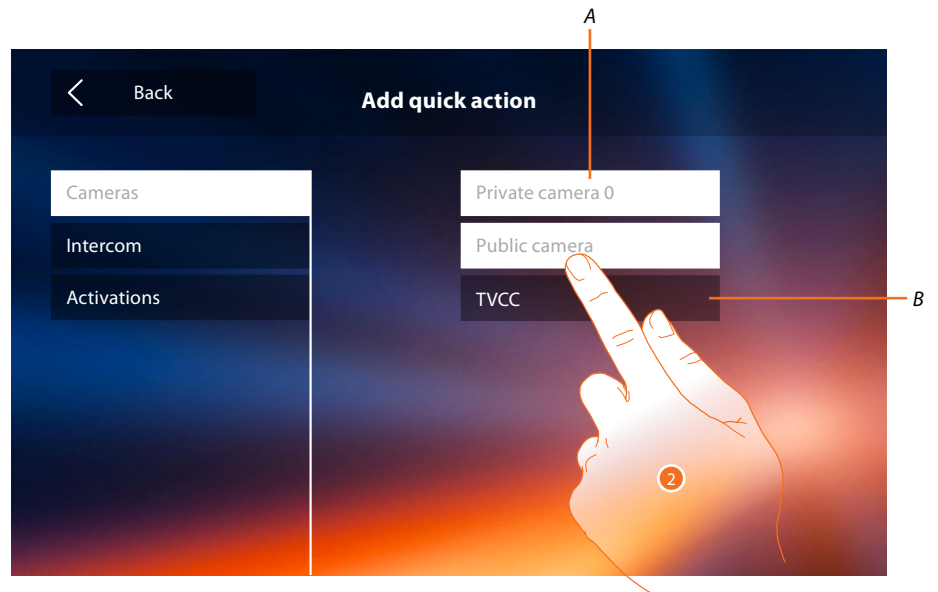 A
Back
Add quick action
Cameras
Private camera 0
Intercom
Public camera
Activations
TVCC
B
2